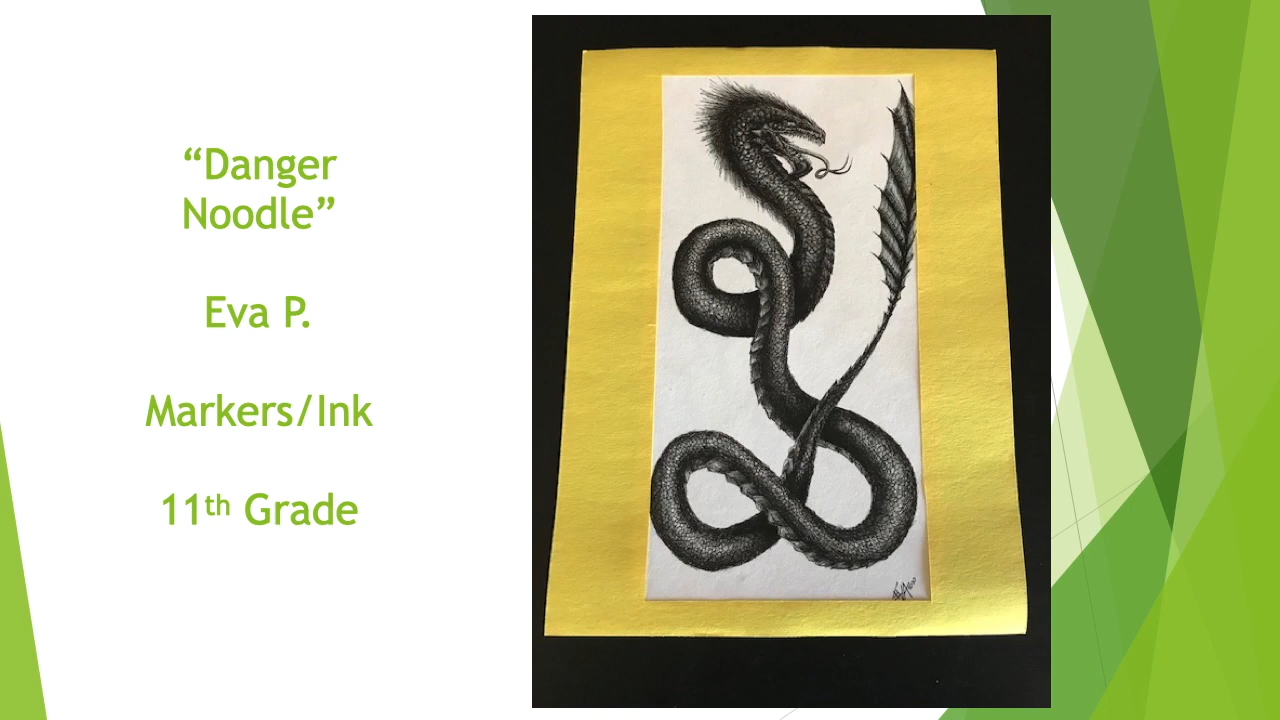 “Danger
Noodle”
Eva P.
Markers/Ink
11th Grade